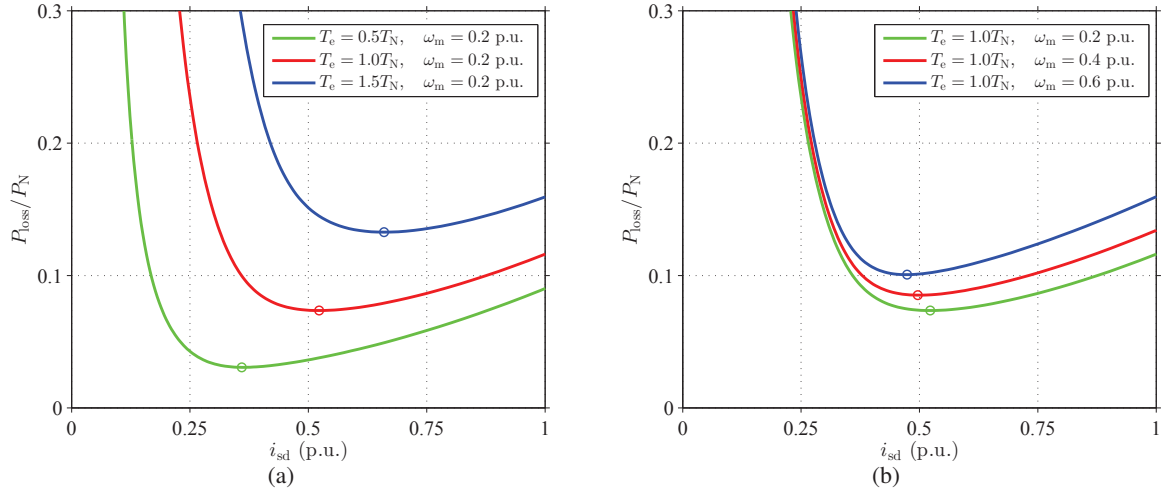 0.3
0.2
0.1
0
P_loss/P_N
T_e = 0.5T_N, ω_m = 0.2 p.u.
T_e = 1.0T_N, ω_m = 0.2 p.u.
T_e = 1.5T_N, ω_m = 0.2 p.u.
0 0.25 0.5 0.75 1
i_sd (p.u.)
(a)
0.3
0.2
0.1
0
P_loss/P_N
T_e = 1.0T_N, ω_m = 0.2 p.u.
T_e = 1.0T_N, ω_m = 0.4 p.u.
T_e = 1.0T_N, ω_m = 0.6 p.u.
0 0.25 0.5 0.75 1
i_sd (p.u.)
(b)